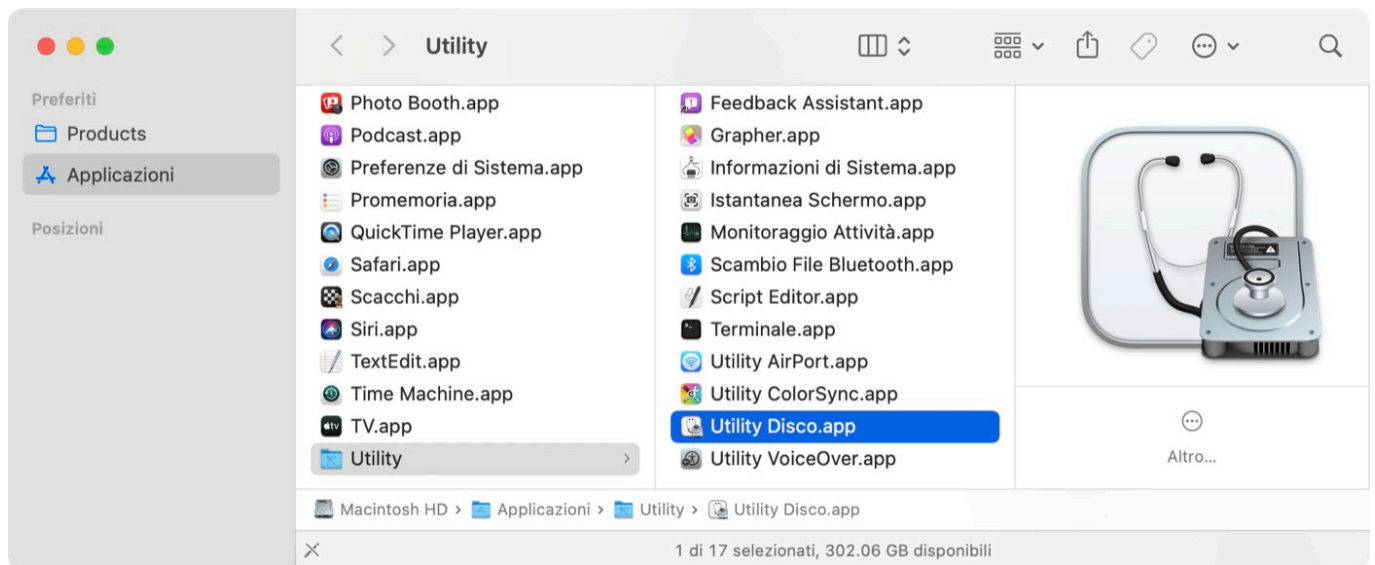 Utility
Preferiti
Products
Applicazioni
Posizioni
Photo Booth.app
Podcast.app
Preferenze di Sistema.app
Promemoria.app
QuickTime Player.app
Safari.app
Scacchi.app
Siri.app
TextEdit.app
Time Machine.app
TV.app
Utility
Feedback Assistant.app
Grapher.app
Informazioni di Sistema.app
Istantanea Schermo.app
Monitoraggio Attività.app
Scambio File Bluetooth.app
Script Editor.app
Terminale.app
Utility AirPort.app
Utility ColorSync.app
Utility Disco.app
Utility VoiceOver.app
Altro...
Macintosh HD › Applicazioni › Utility › Utility Disco.app
1 di 17 selezionati, 302.06 GB disponibili